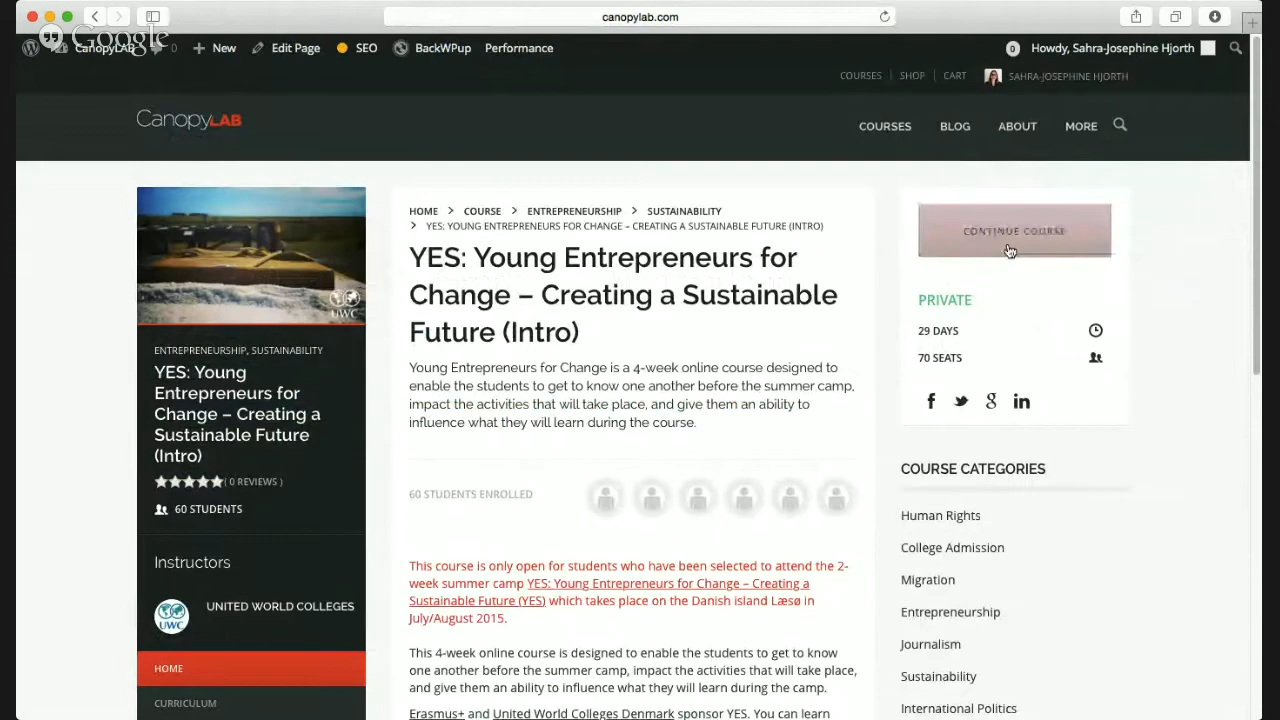 canopylab.com
Google
CanopyLAB 0 New Edit Page SEO BackWPup Performance 0 Howdy, Sahra-Josephine Hjorth
COURSES SHOP CART SAHRA-JOSEPHINE HJORTH
CanopyLAB
COURSES BLOG ABOUT MORE
UWC
ENTREPRENEURSHIP, SUSTAINABILITY
YES: Young
Entrepreneurs for
Change – Creating a
Sustainable Future
(Intro)
( 0 REVIEWS )
60 STUDENTS
Instructors
UWC
UNITED WORLD COLLEGES
HOME
CURRICULUM
HOME > COURSE > ENTREPRENEURSHIP > SUSTAINABILITY
> YES: YOUNG ENTREPRENEURS FOR CHANGE – CREATING A SUSTAINABLE FUTURE (INTRO)
YES: Young Entrepreneurs for
Change – Creating a Sustainable
Future (Intro)
Young Entrepreneurs for Change is a 4-week online course designed to
enable the students to get to know one another before the summer camp,
impact the activities that will take place, and give them an ability to
influence what they will learn during the course.
60 STUDENTS ENROLLED
This course is only open for students who have been selected to attend the 2-
week summer camp YES: Young Entrepreneurs for Change – Creating a
Sustainable Future (YES) which takes place on the Danish island Læsø in
July/August 2015.
This 4-week online course is designed to enable the students to get to know
one another before the summer camp, impact the activities that will take place,
and give them an ability to influence what they will learn during the camp.
Erasmus+ and United World Colleges Denmark sponsor YES. You can learn
CONTINUE COURSE
PRIVATE
29 DAYS
70 SEATS
COURSE CATEGORIES
Human Rights
College Admission
Migration
Entrepreneurship
Journalism
Sustainability
International Politics